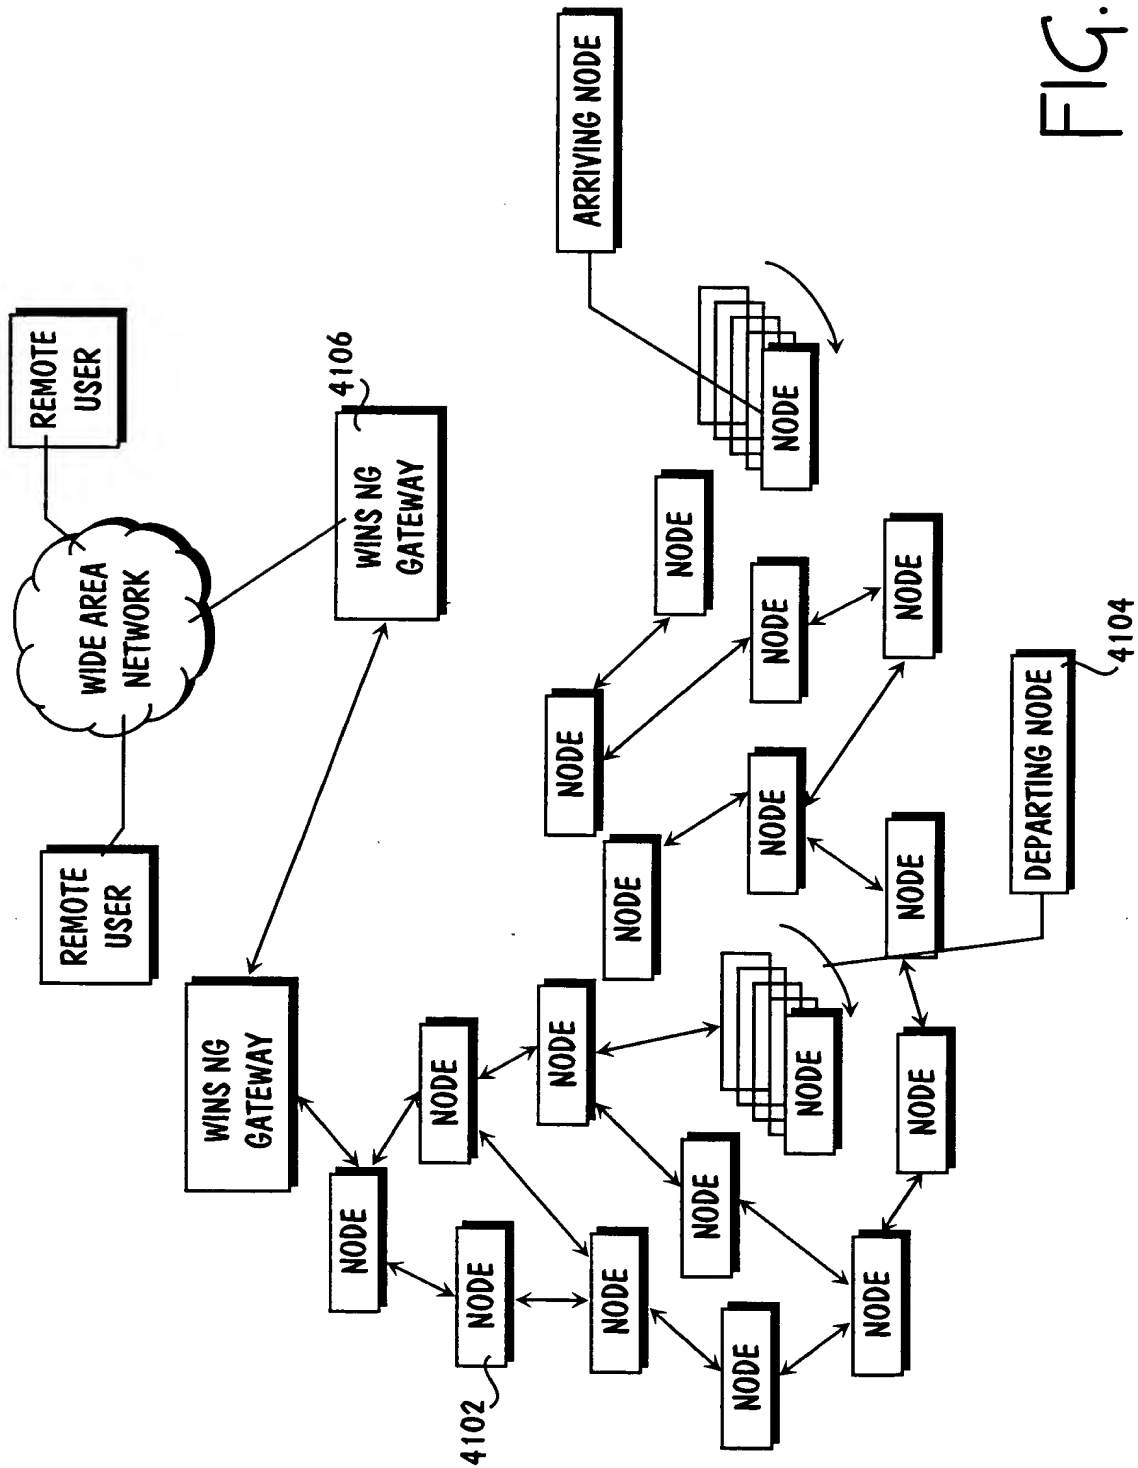 REMOTE
USER
WIDE AREA
NETWORK
REMOTE
USER
WINS NG
GATEWAY
4106
WINS NG
GATEWAY
NODE
NODE
4102
NODE
NODE
NODE
ARRIVING NODE
NODE
NODE
NODE
NODE
NODE
NODE
NODE
NODE
NODE
NODE
NODE
NODE
NODE
DEPARTING NODE
4104
FIG.